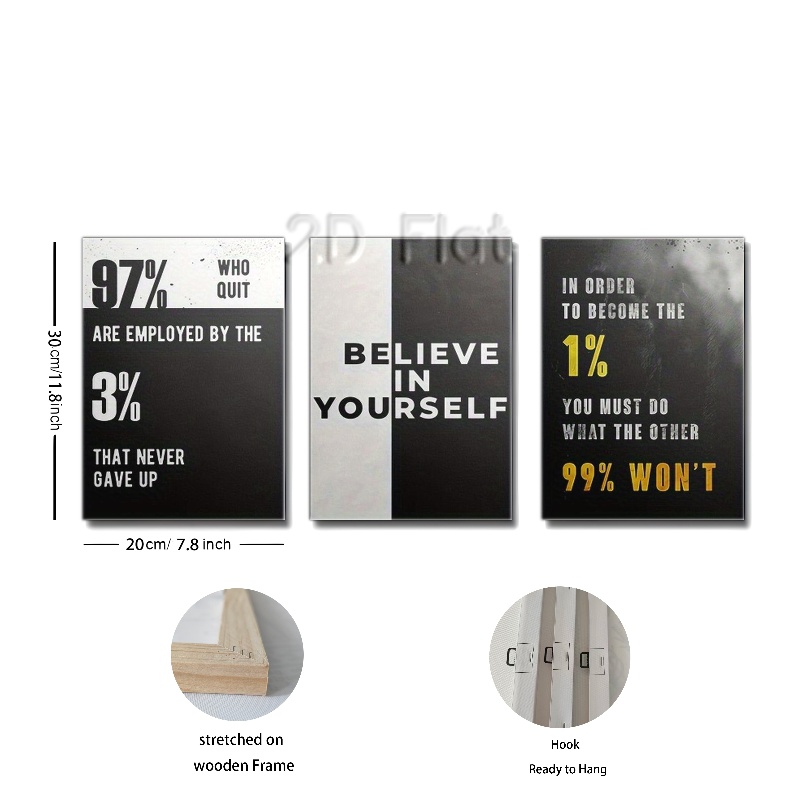 2D Flat
97%
WHO
QUIT
ARE EMPLOYED BY THE
3%
THAT NEVER
GAVE UP
BELIEVE
IN
YOURSELF
IN ORDER
TO BECOME THE
1%
YOU MUST DO
WHAT THE OTHER
99% WON'T
30cm/11.8inch
20cm/ 7.8 inch
stretched on
wooden Frame
Hook
Ready to Hang